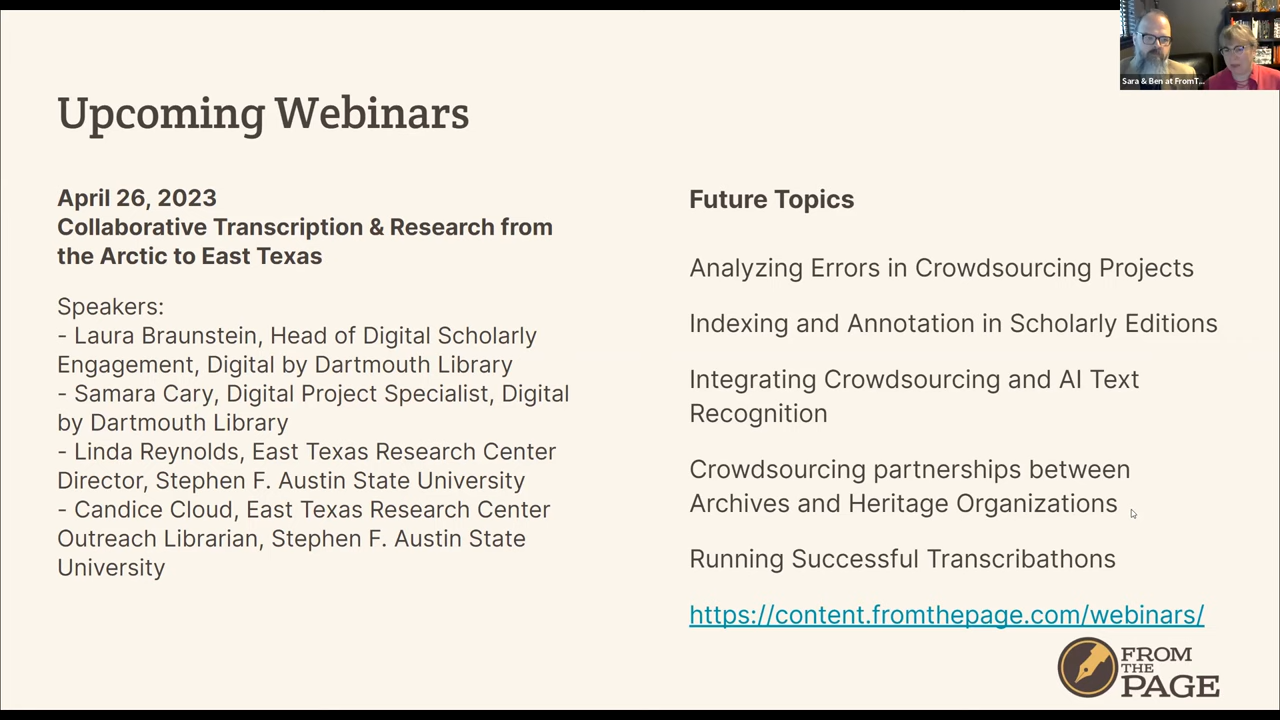 Sara & Ben at FromT...
Upcoming Webinars
April 26, 2023
Collaborative Transcription & Research from
the Arctic to East Texas
Speakers:
- Laura Braunstein, Head of Digital Scholarly
Engagement, Digital by Dartmouth Library
- Samara Cary, Digital Project Specialist, Digital
by Dartmouth Library
- Linda Reynolds, East Texas Research Center
Director, Stephen F. Austin State University
- Candice Cloud, East Texas Research Center
Outreach Librarian, Stephen F. Austin State
University
Future Topics
Analyzing Errors in Crowdsourcing Projects
Indexing and Annotation in Scholarly Editions
Integrating Crowdsourcing and AI Text
Recognition
Crowdsourcing partnerships between
Archives and Heritage Organizations
Running Successful Transcribathons
https://content.fromthepage.com/webinars/
FROM
THE
PAGE